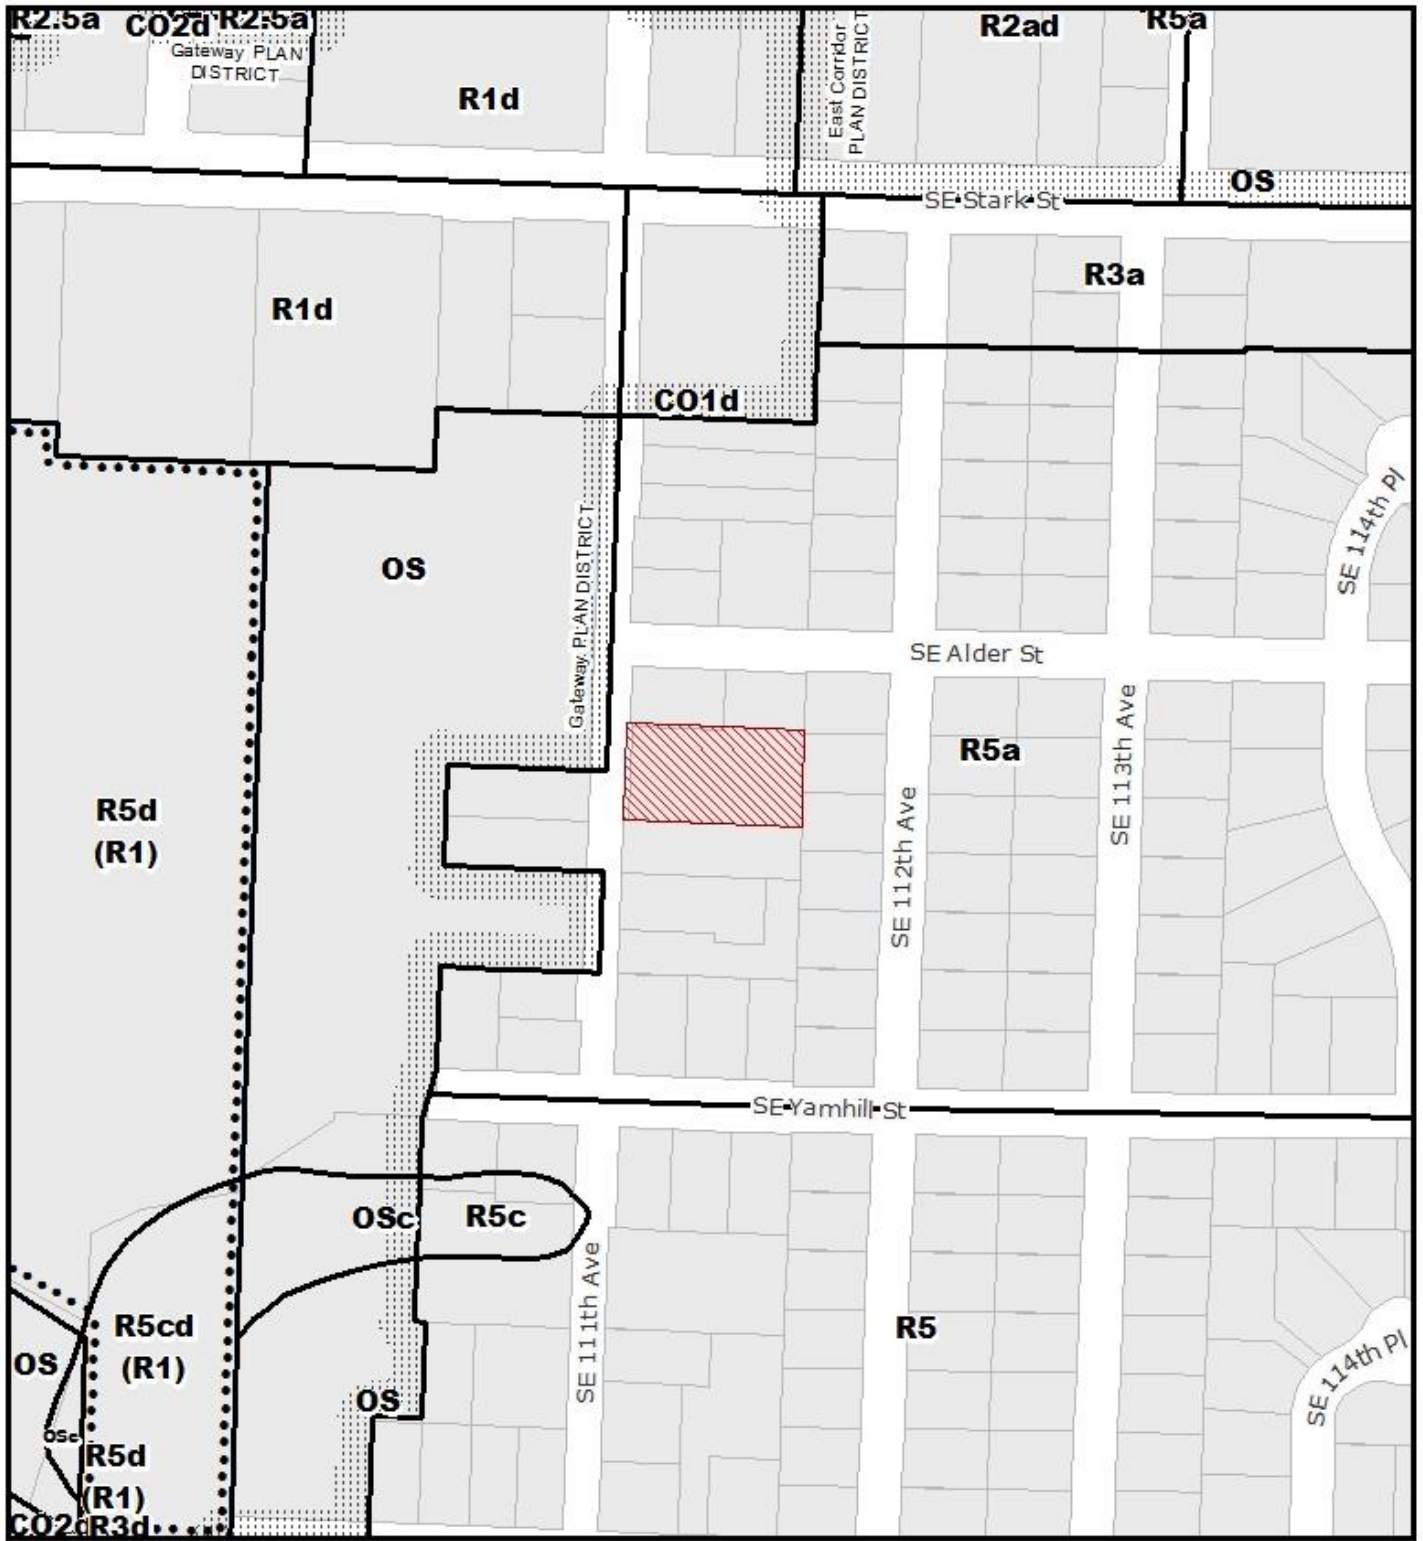 R2.5a
CO2d
R2.5a
Gateway PLAN
DISTRICT
R1d
East Corridor
PLAN DISTRICT
R2ad
R5a
OS
SE Stark St
R3a
R1d
CO1d
SE 114th Pl
Gateway PLAN DISTRICT
OS
SE Alder St
R5a
SE 113th Ave
SE 112th Ave
R5d
(R1)
SE Yamhill St
OSc
R5c
SE 111th Ave
R5cd
(R1)
R5
OS
SE 114th Pl
OS
OSc
R5d
(R1)
CO2d
R3d